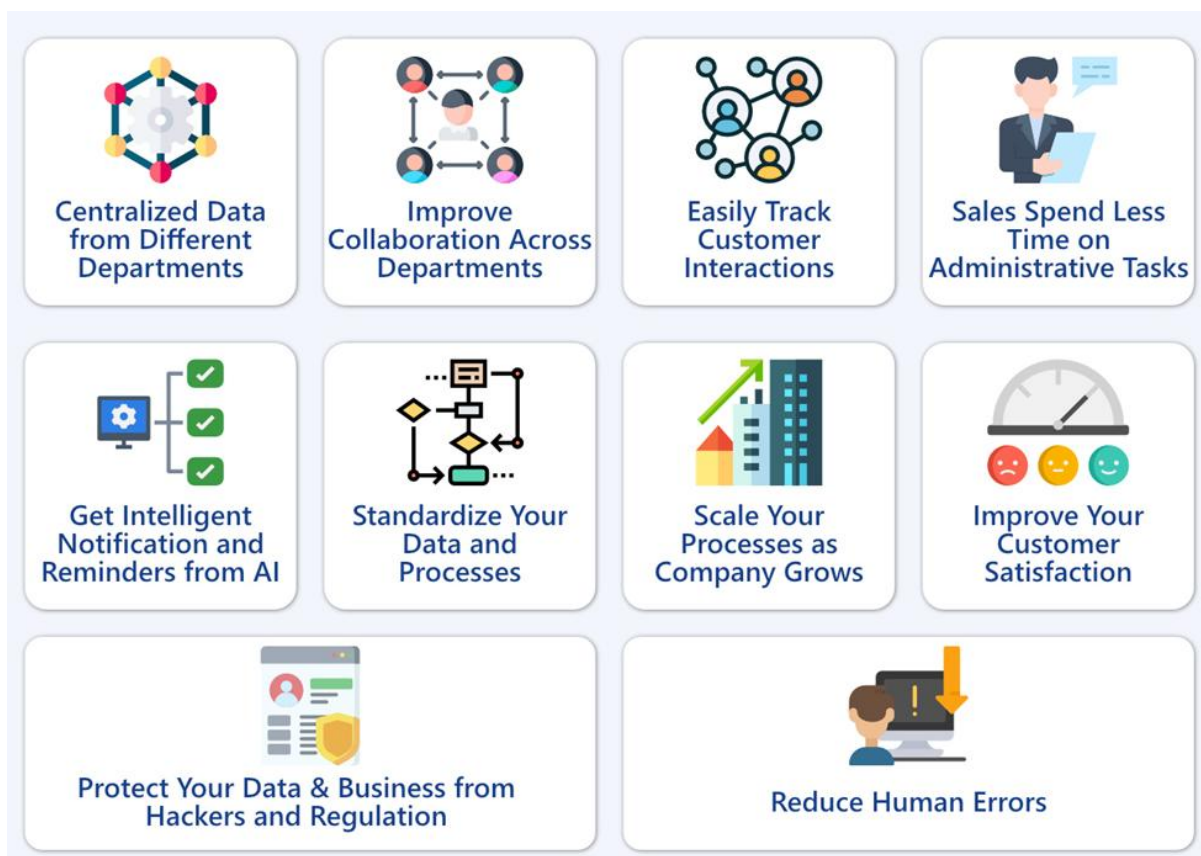 Centralized Data
from Different
Departments
Improve
Collaboration Across
Departments
Easily Track
Customer
Interactions
Sales Spend Less
Time on
Administrative Tasks
Get Intelligent
Notification and
Reminders from AI
Standardize Your
Data and
Processes
Scale Your
Processes as
Company Grows
Improve Your
Customer
Satisfaction
Protect Your Data & Business from
Hackers and Regulation
Reduce Human Errors